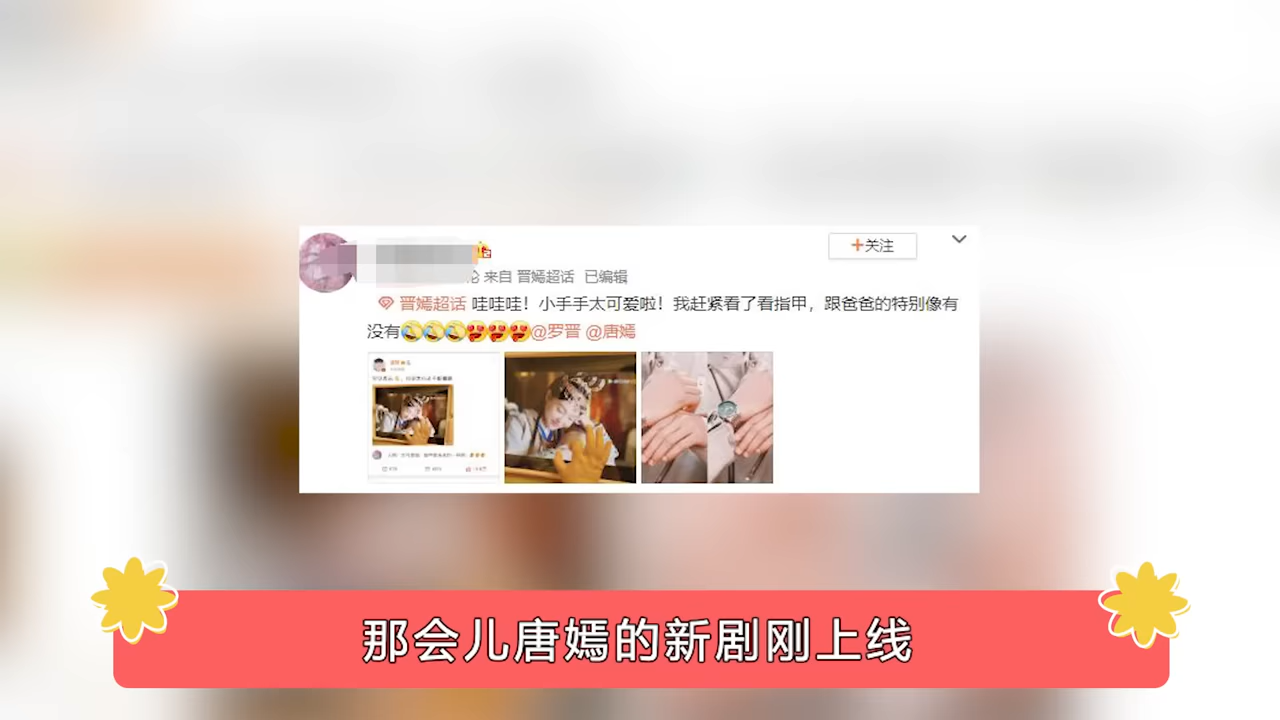 来自 晋嫣超话 已编辑
+关注
晋嫣超话 哇哇哇！小手手太可爱啦！我赶紧看了看指甲，跟爸爸的特别像有
没有@罗晋 @唐嫣
那会儿唐嫣的新剧刚上线